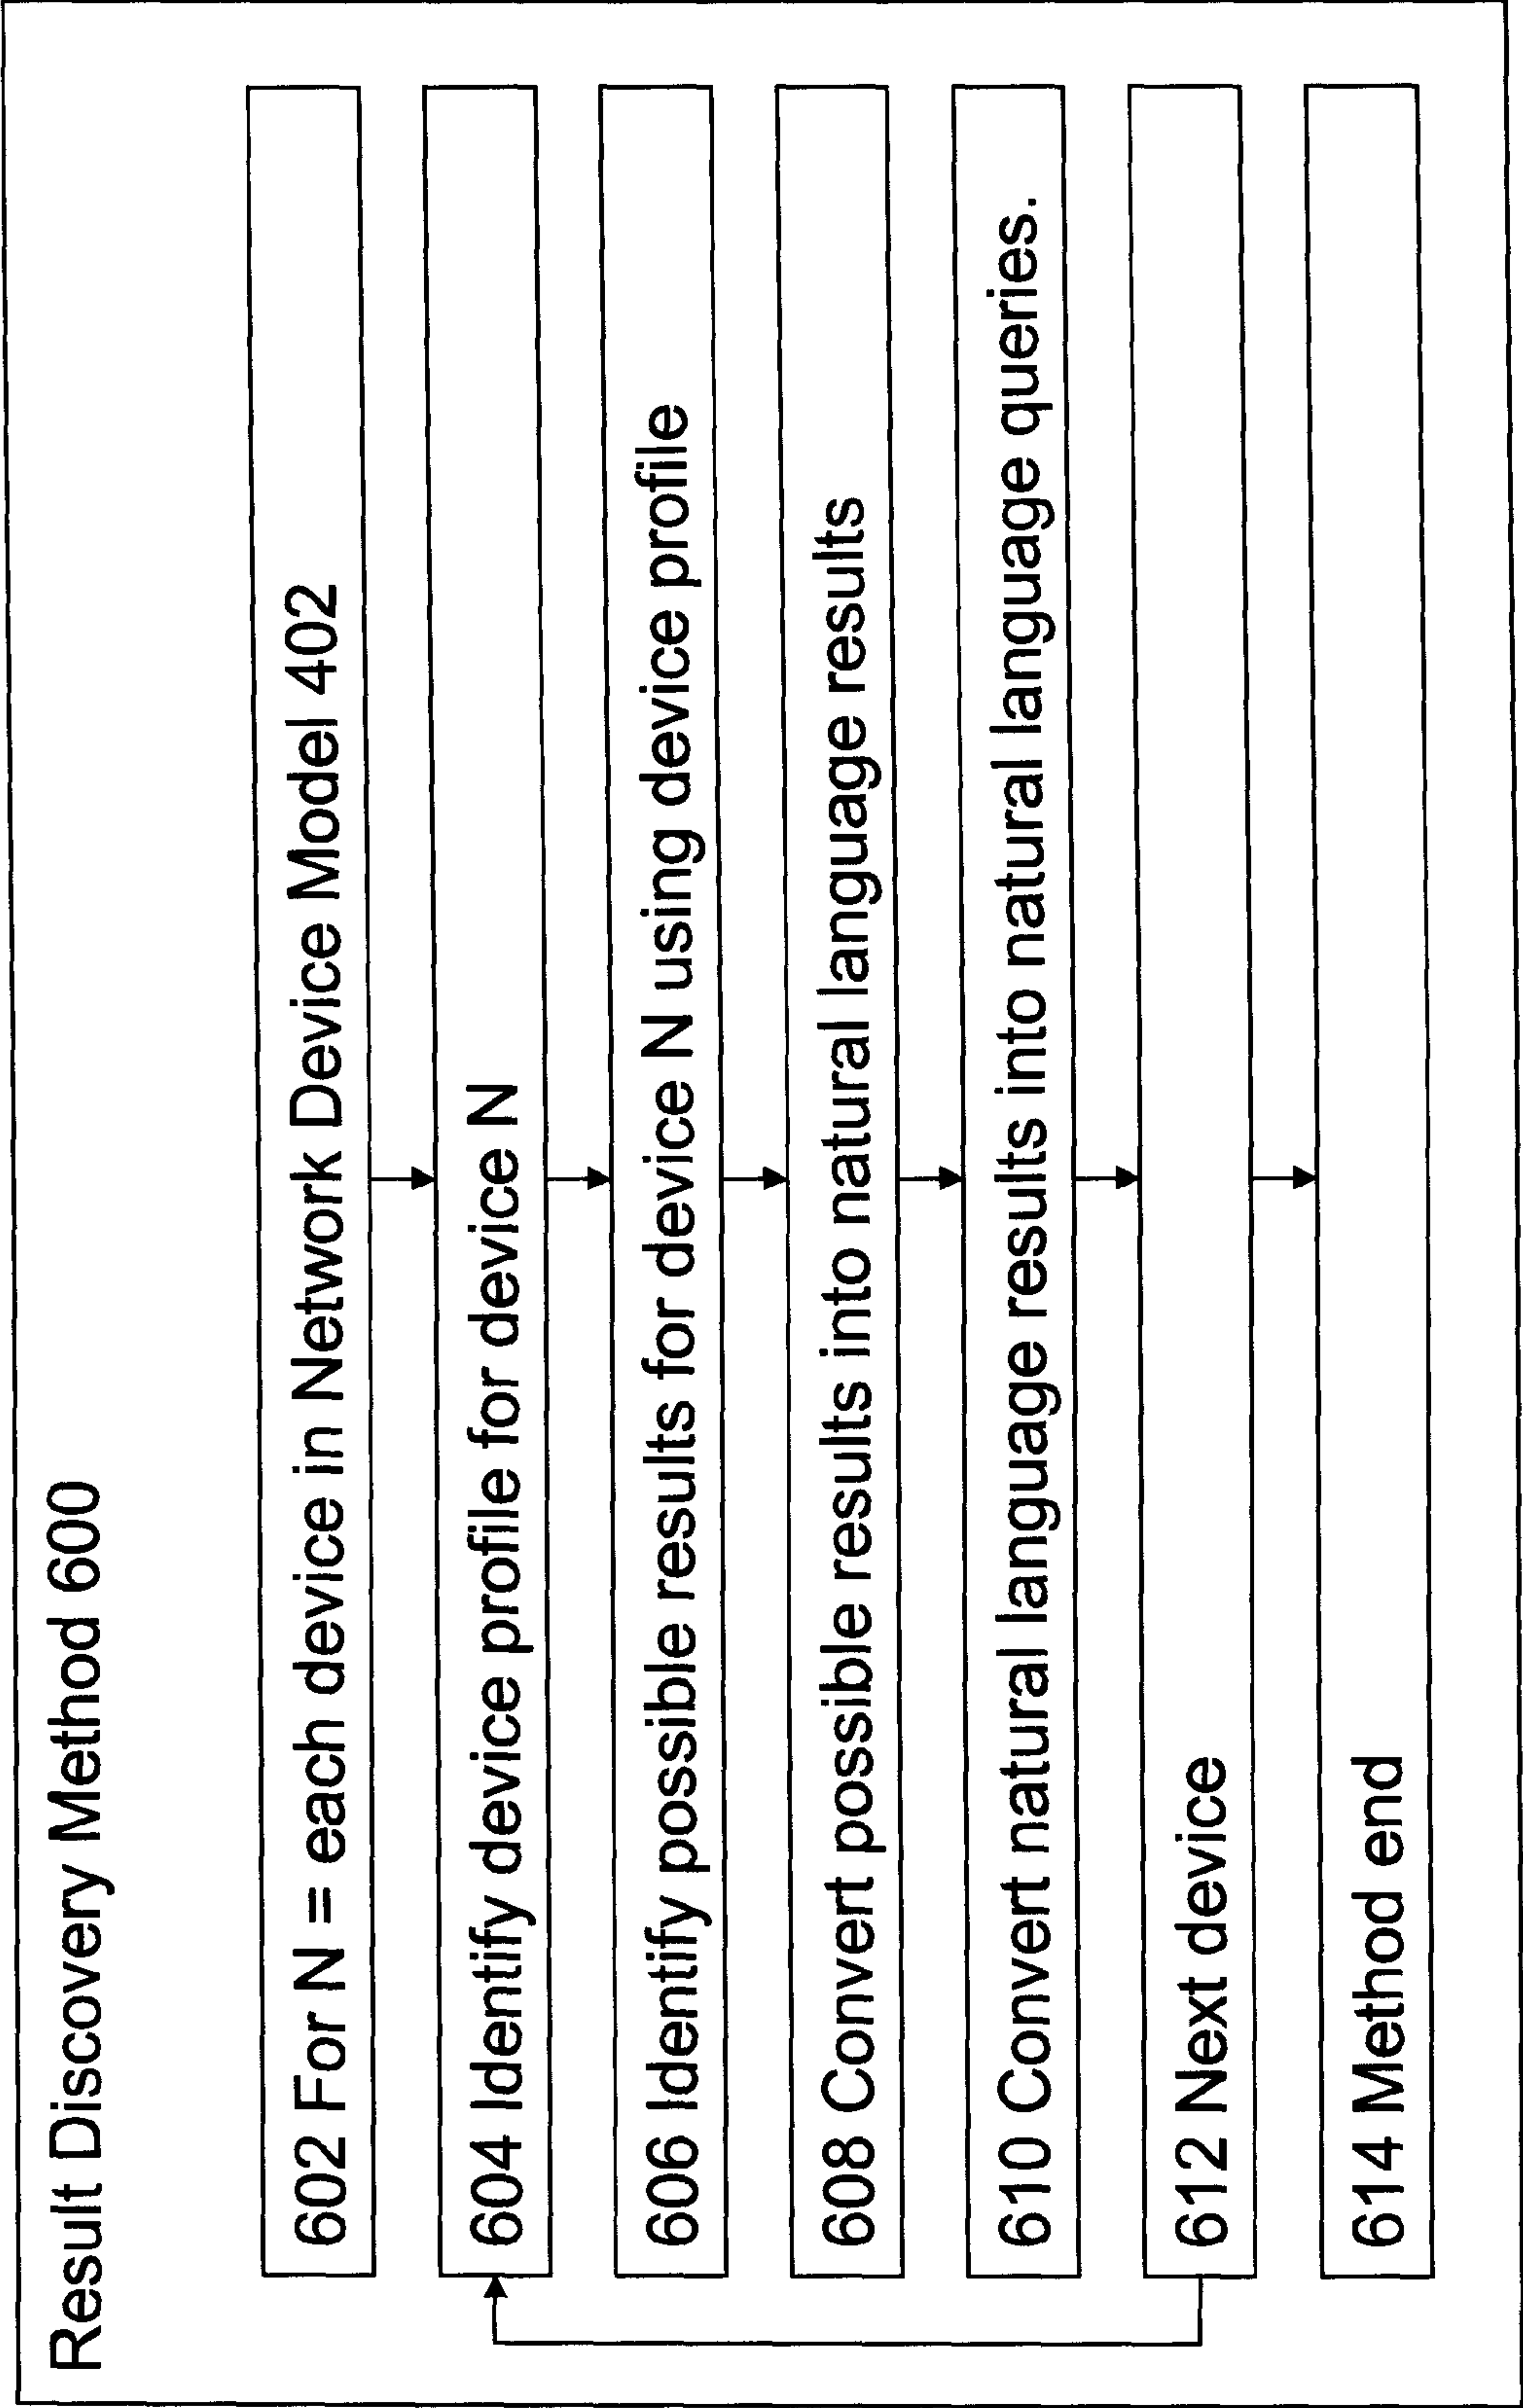 Result Discovery Method 600
602 For N = each device in Network Device Model 402
604 Identify device profile for device N
606 Identify possible results for device N using device profile
608 Convert possible results into natural language results
610 Convert natural language results into natural language queries.
612 Next device
614 Method end